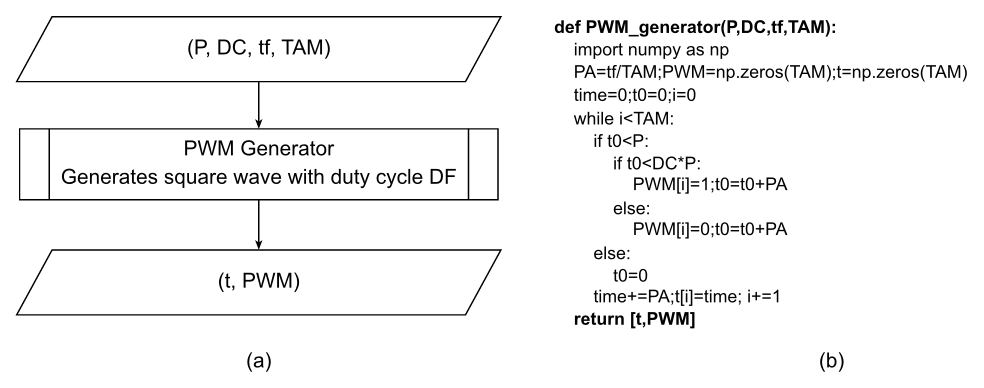 (P, DC, tf, TAM)
PWM Generator
Generates square wave with duty cycle DF
(t, PWM)
(a)
def PWM_generator(P,DC,tf,TAM):
import numpy as np
PA=tf/TAM;PWM=np.zeros(TAM);t=np.zeros(TAM)
time=0;t0=0;i=0
while i<TAM:
if t0<P:
if t0<DC*P:
PWM[i]=1;t0=t0+PA
else:
PWM[i]=0;t0=t0+PA
else:
t0=0
time+=PA;t[i]=time; i+=1
return [t,PWM]
(b)